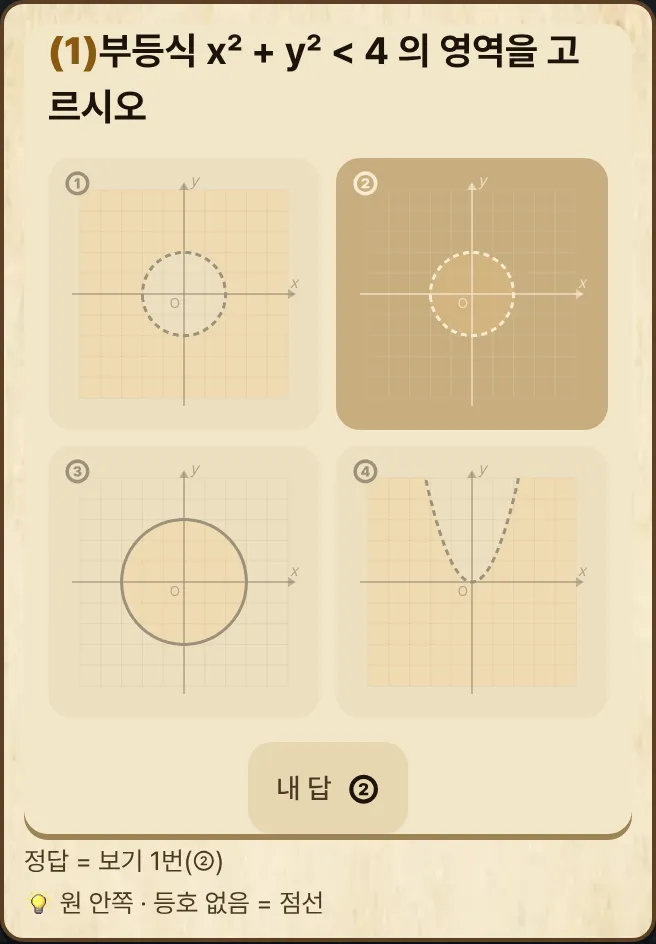 (1)부등식 x² + y² < 4 의 영역을 고
르시오
① y
x
O
② y
x
O
③ y
x
O
④ y
x
O
내 답 ②
정답 = 보기 1번(②)
💡 원 안쪽 · 등호 없음 = 점선